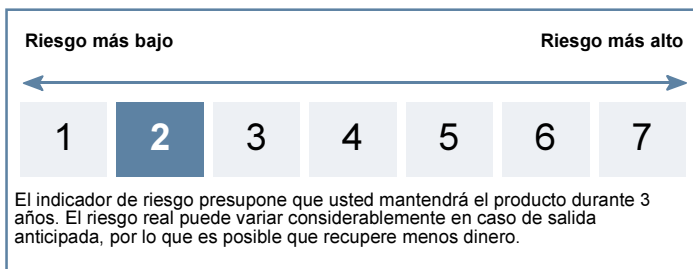 Riesgo más bajo Riesgo más alto
1 2 3 4 5 6 7
El indicador de riesgo presupone que usted mantendrá el producto durante 3
años. El riesgo real puede variar considerablemente en caso de salida
anticipada, por lo que es posible que recupere menos dinero.